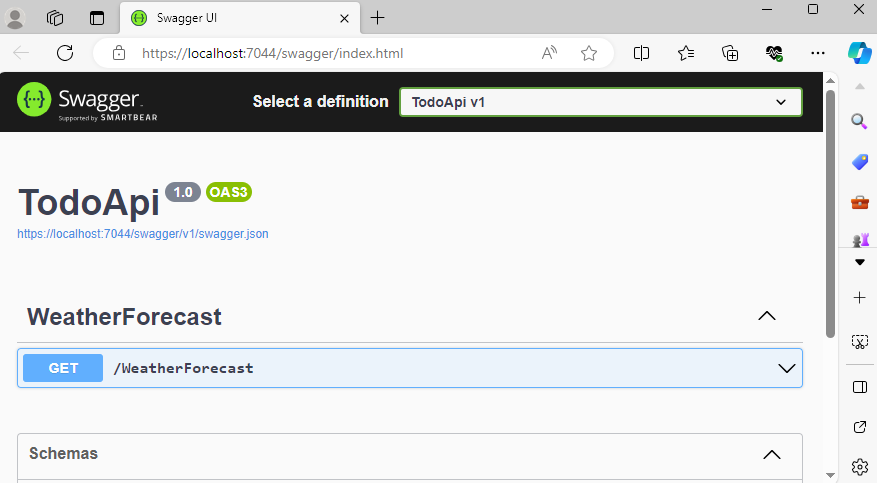 Swagger UI
https://localhost:7044/swagger/index.html
Swagger
Supported by SMARTBEAR
Select a definition
TodoApi v1
TodoApi 1.0 OAS3
https://localhost:7044/swagger/v1/swagger.json
WeatherForecast
GET /WeatherForecast
Schemas